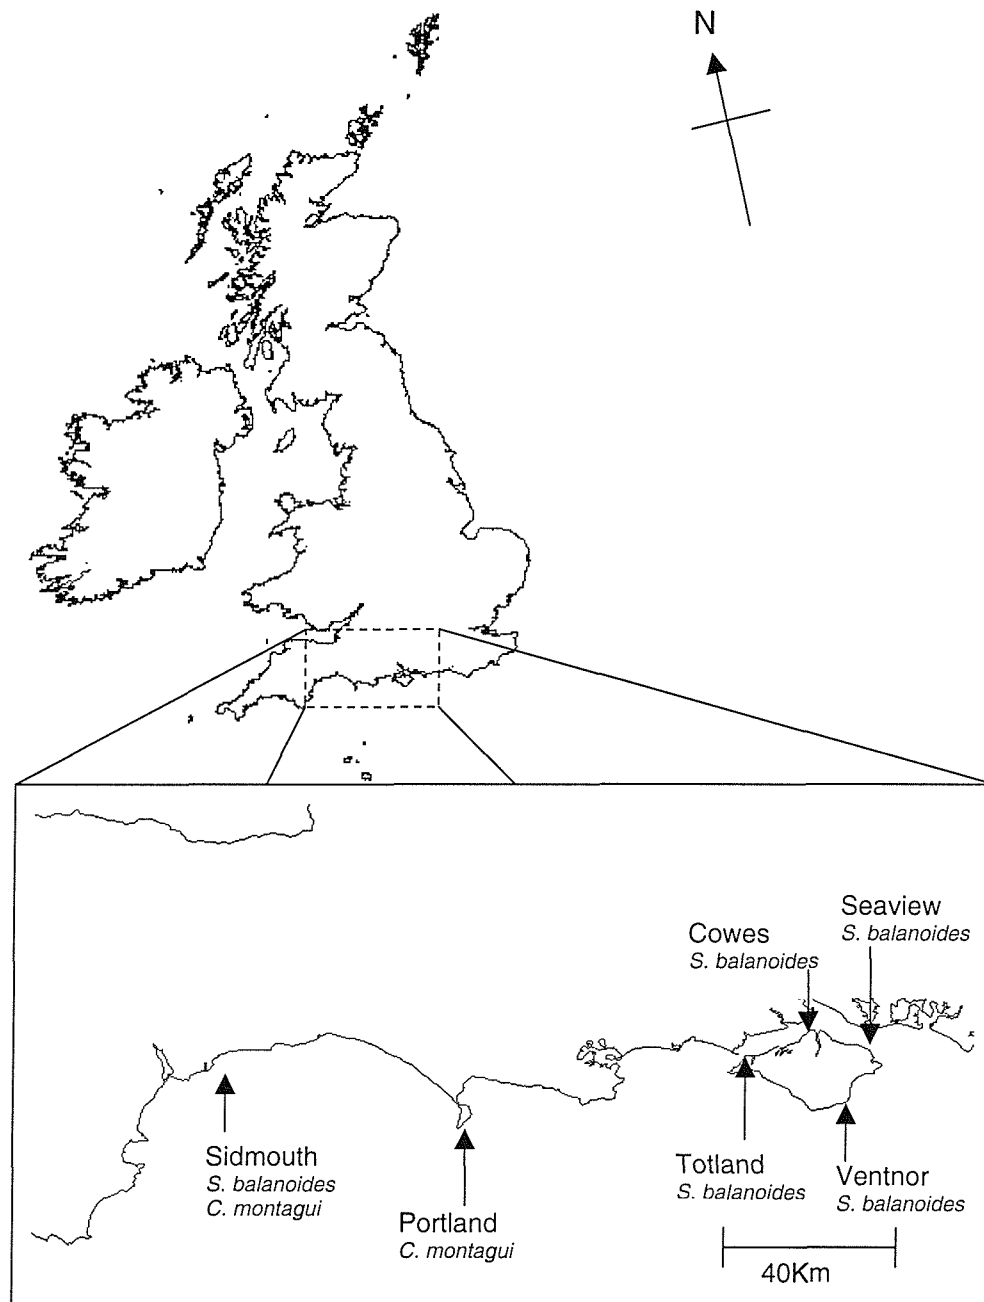 N
Seaview
S. balanoides
Cowes
S. balanoides
Sidmouth
S. balanoides
C. montagui
Portland
C. montagui
Totland
S. balanoides
Ventnor
S. balanoides
40Km